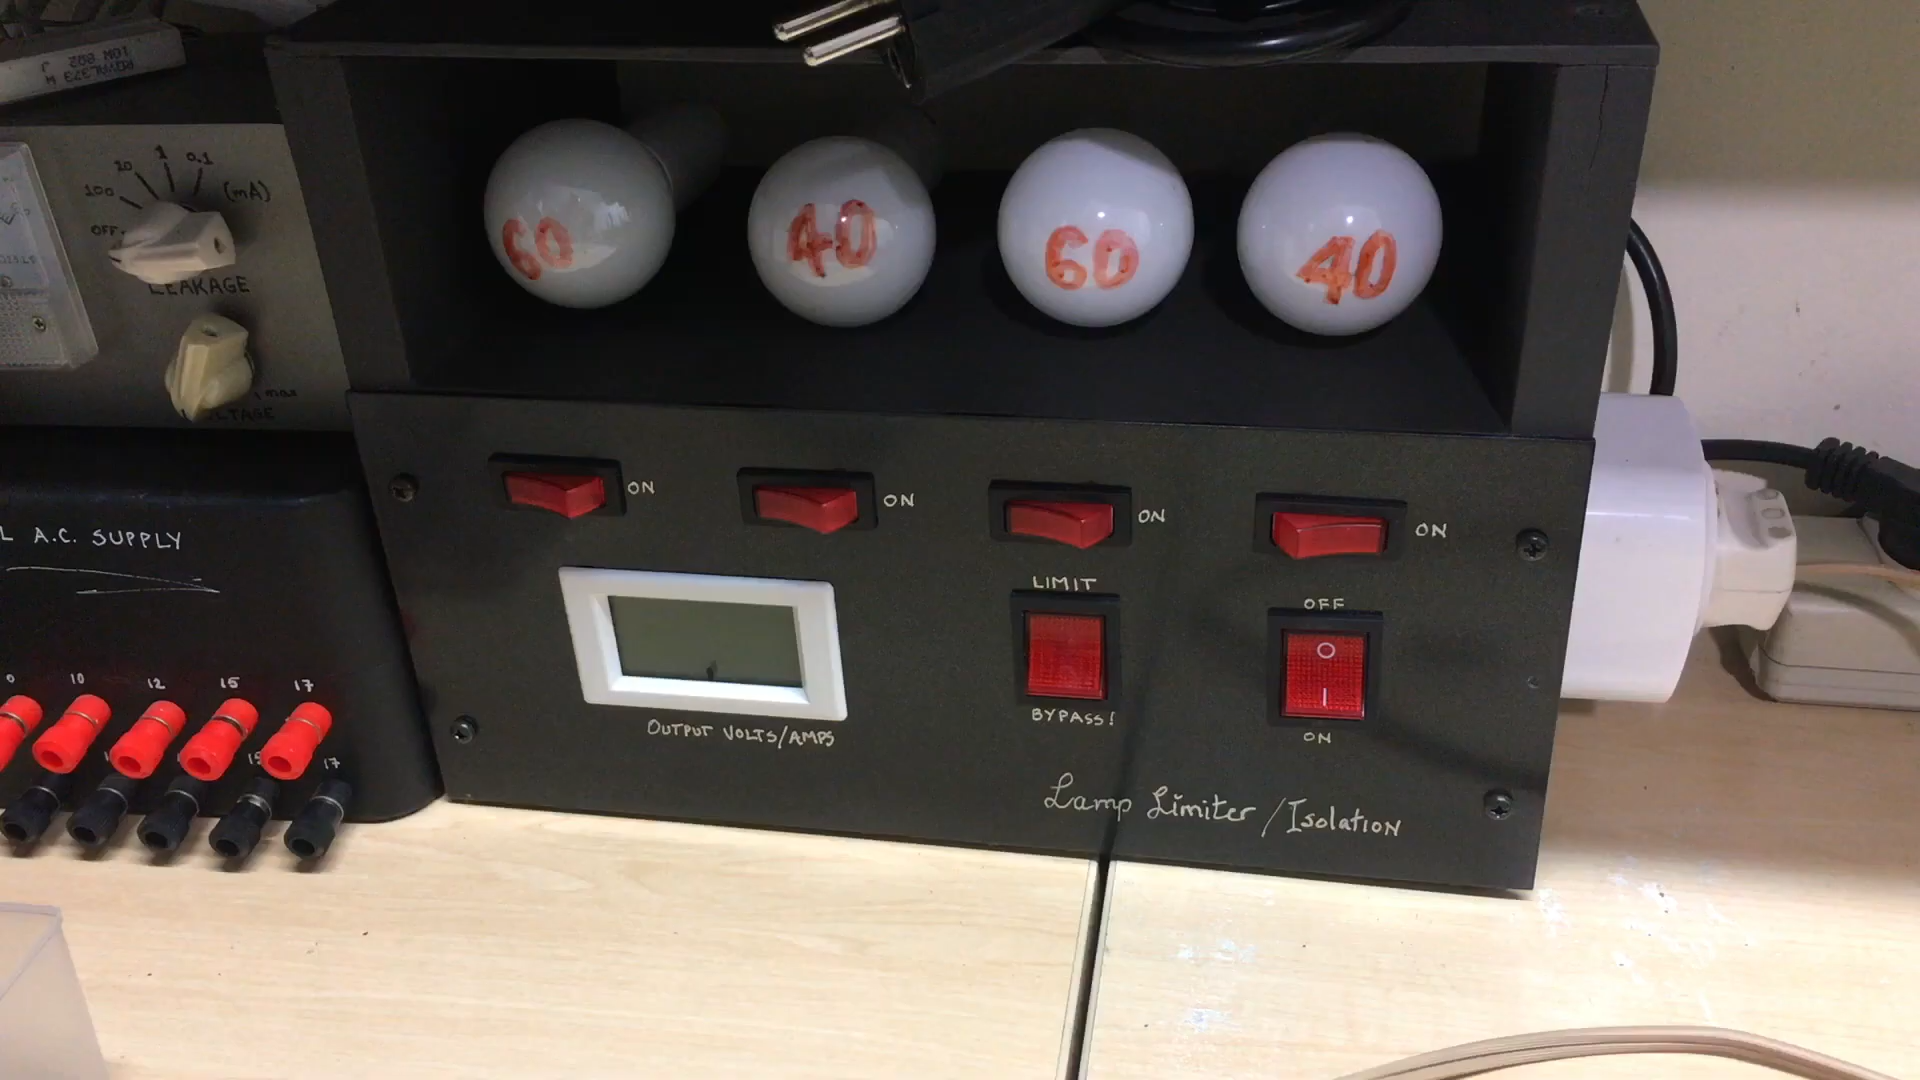 100
10
1
0.1
(mA)
OFF
LEAKAGE
max
60
40
60
40
ON
ON
ON
ON
L A.C. SUPPLY
LIMIT
BYPASS!
OFF
O
I
ON
OUTPUT VOLTS/AMPS
Lamp Limiter/Isolation
10
12
15
17
17